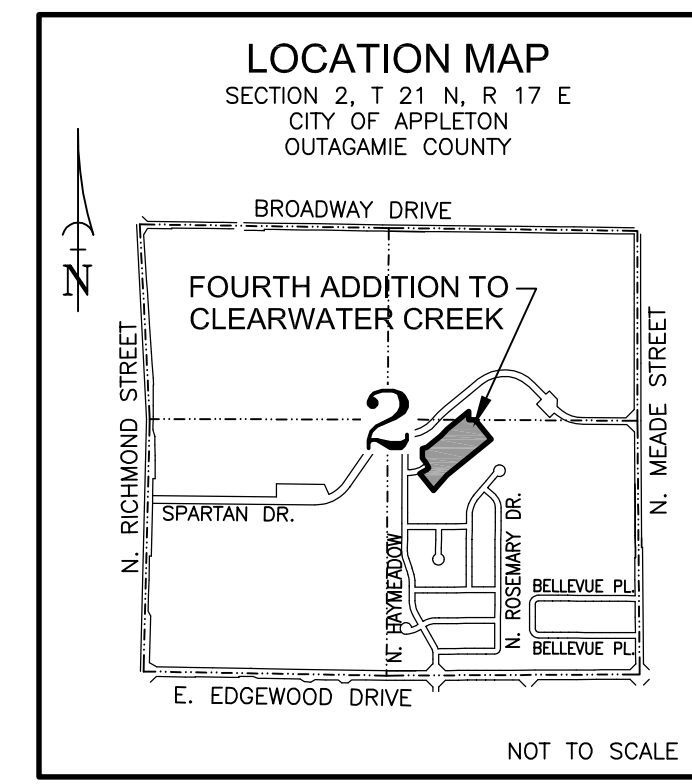 LOCATION MAP
SECTION 2, T 21 N, R 17 E
CITY OF APPLETON
OUTAGAMIE COUNTY
BROADWAY DRIVE
N
FOURTH ADDITION TO
CLEARWATER CREEK
N. RICHMOND STREET
N. MEADE STREET
2
SPARTAN DR.
N. HAYMEADOW
N. ROSEMARY DR.
BELLEVUE PL.
BELLEVUE PL.
E. EDGEWOOD DRIVE
NOT TO SCALE